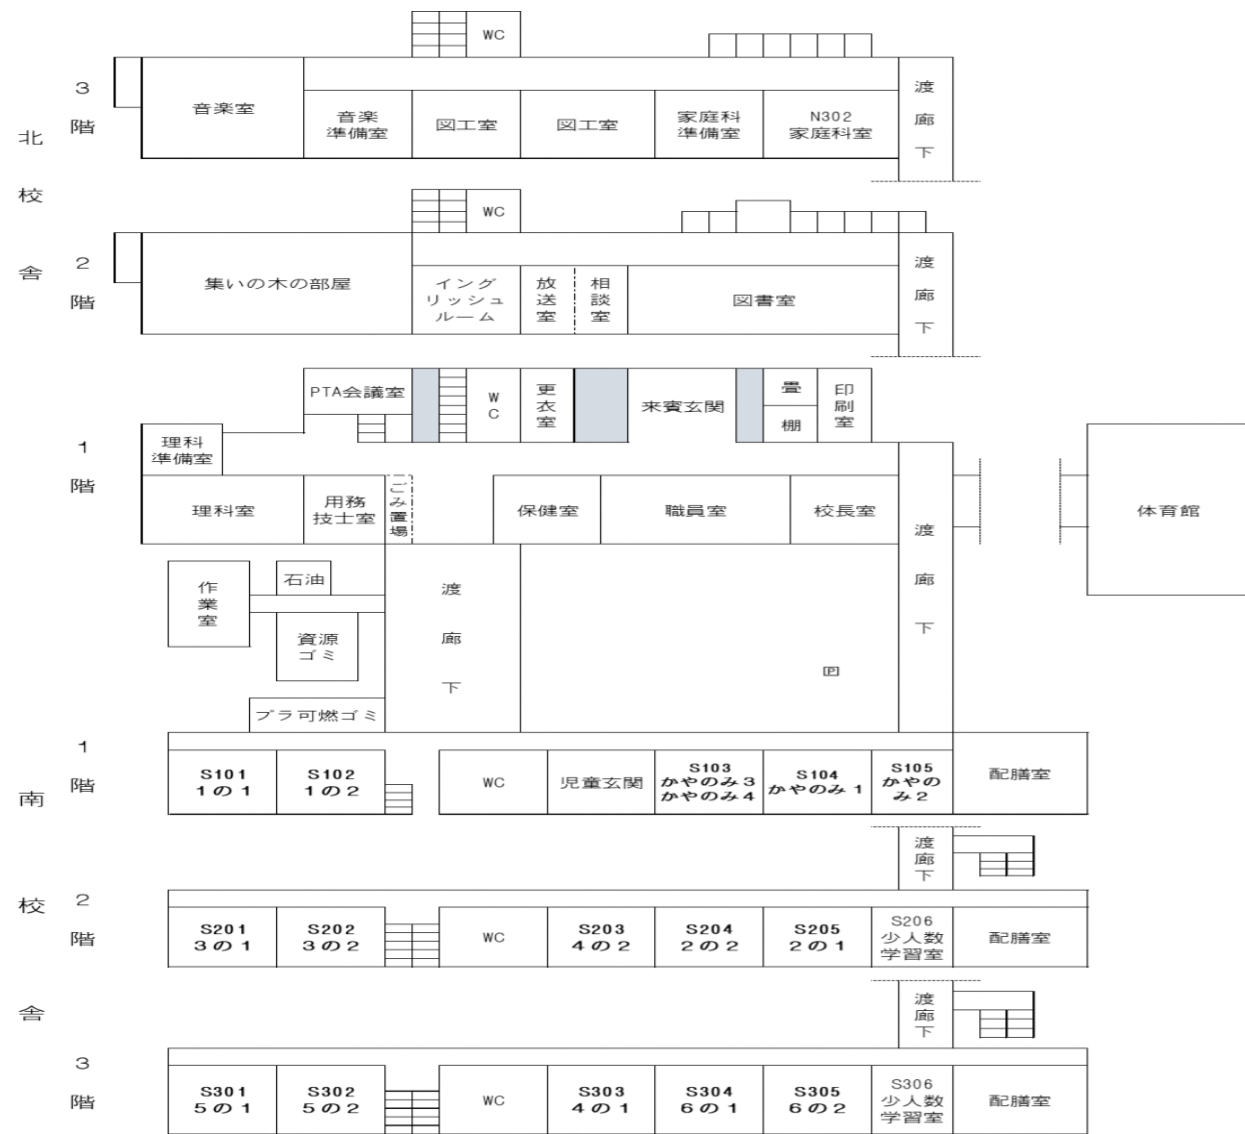 北校舎
3階
WC
音楽室
音楽
準備室
図工室
図工室
家庭科
準備室
N302
家庭科室
渡廊下
2階
WC
集いの木の部屋
イング
リッシュ
ルーム
放送室
相談室
図書室
渡廊下
1階
PTA会議室
WC
更衣室
来賓玄関
畳
棚
印刷室
理科
準備室
理科室
用務
技士室
ごみ置場
保健室
職員室
校長室
渡廊下
体育館
作業室
石油
資源
ゴミ
プラ可燃ゴミ
渡廊下
P
南校舎
1階
S101
1の1
S102
1の2
WC
児童玄関
S103
かやのみ3
かやのみ4
S104
かやのみ1
S105
かやの
み2
配膳室
2階
渡廊下
S201
3の1
S202
3の2
WC
S203
4の2
S204
2の2
S205
2の1
S206
少人数
学習室
配膳室
3階
渡廊下
S301
5の1
S302
5の2
WC
S303
4の1
S304
6の1
S305
6の2
S306
少人数
学習室
配膳室